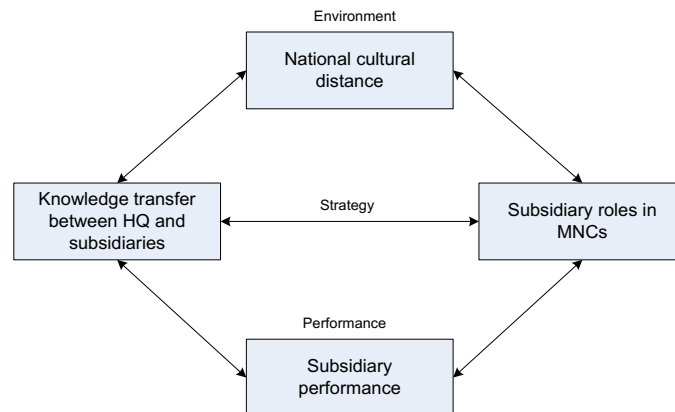 Environment
National cultural
distance
Knowledge transfer
between HQ and
subsidiaries
Strategy
Subsidiary roles in
MNCs
Performance
Subsidiary
performance